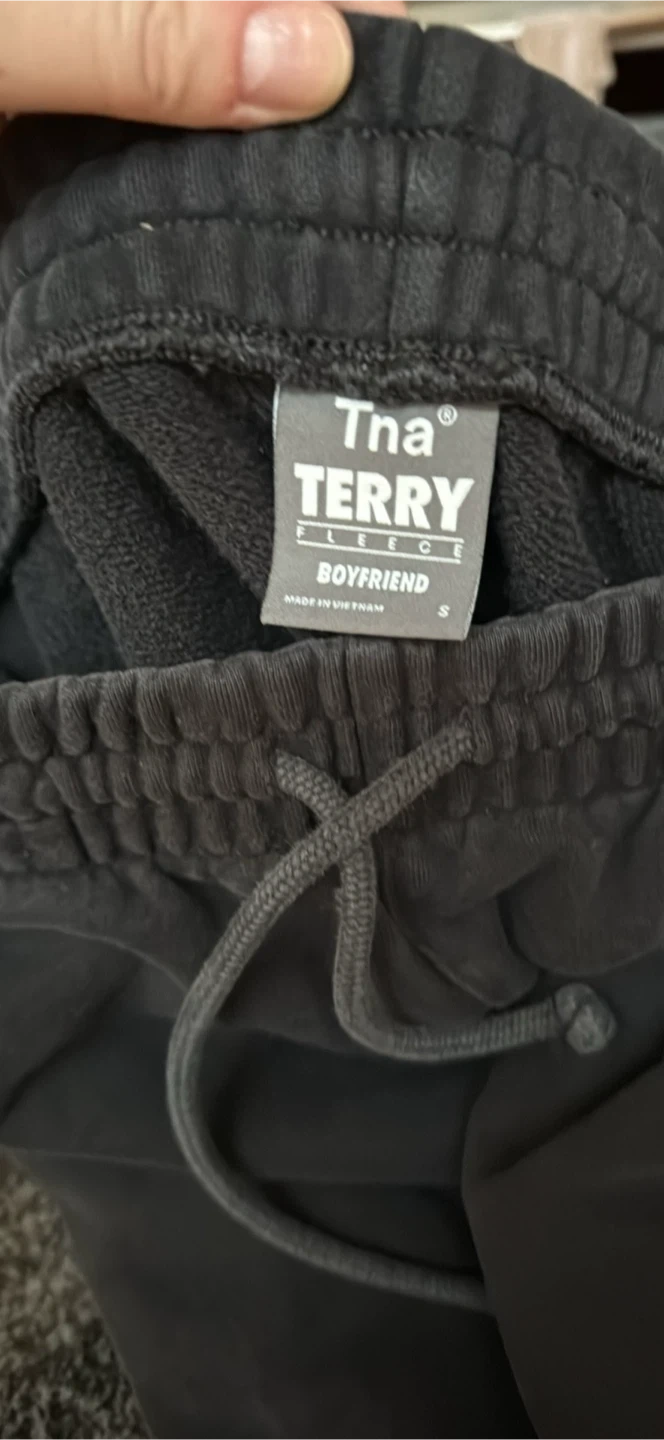 Tna®
TERRY
FLEECE
BOYFRIEND
MADE IN VIETNAM S